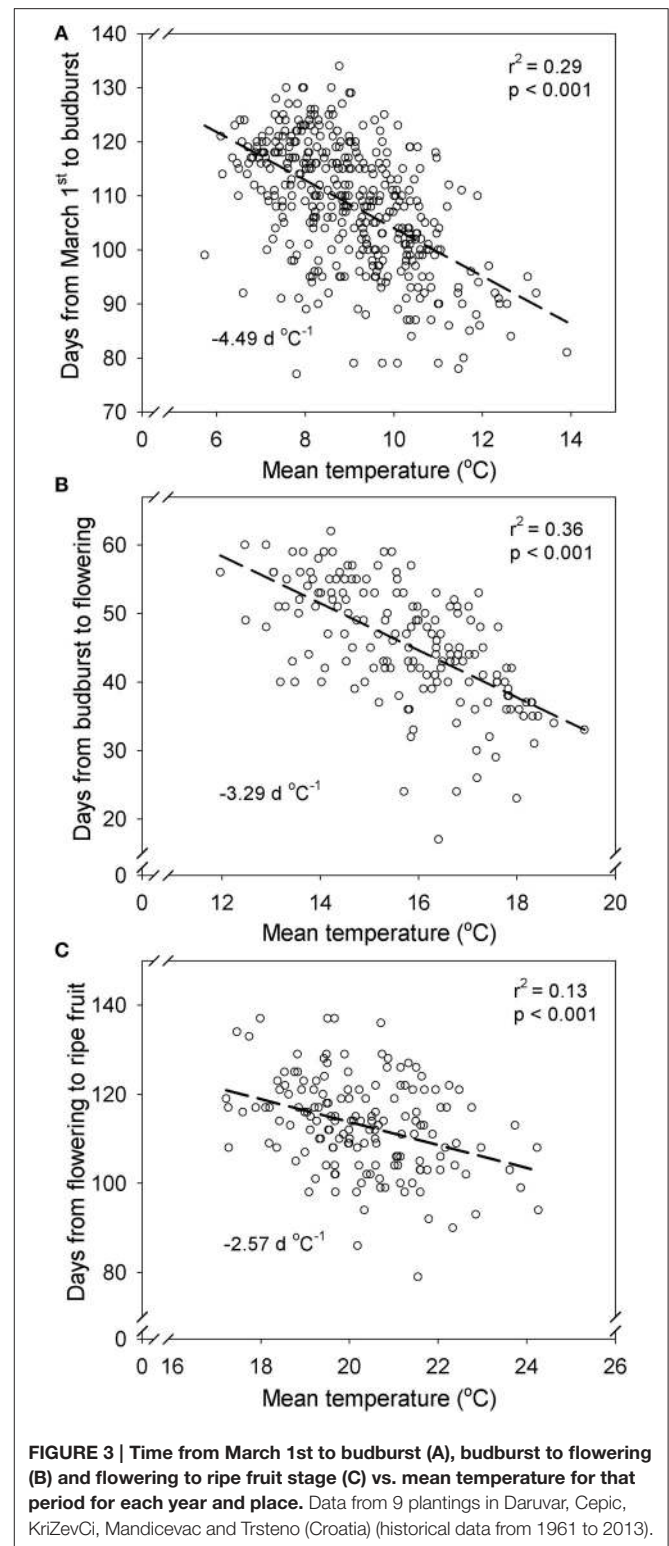 A
140
130
120
110
100
90
80
70
Days from March 1st to budburst
r2 = 0.29
p < 0.001
-4.49 d oC-1
0 6 8 10 12 14
Mean temperature (oC)
B
60
50
40
30
20
0
Days from budburst to flowering
r2 = 0.36
p < 0.001
-3.29 d oC-1
0 12 14 16 18 20
Mean temperature (oC)
C
140
120
100
80
0
Days from flowering to ripe fruit
r2 = 0.13
p < 0.001
-2.57 d oC-1
0 16 18 20 22 24 26
Mean temperature (oC)
FIGURE 3 | Time from March 1st to budburst (A), budburst to flowering
(B) and flowering to ripe fruit stage (C) vs. mean temperature for that
period for each year and place. Data from 9 plantings in Daruvar, Cepic,
KriZevCi, Mandicevac and Trsteno (Croatia) (historical data from 1961 to 2013).